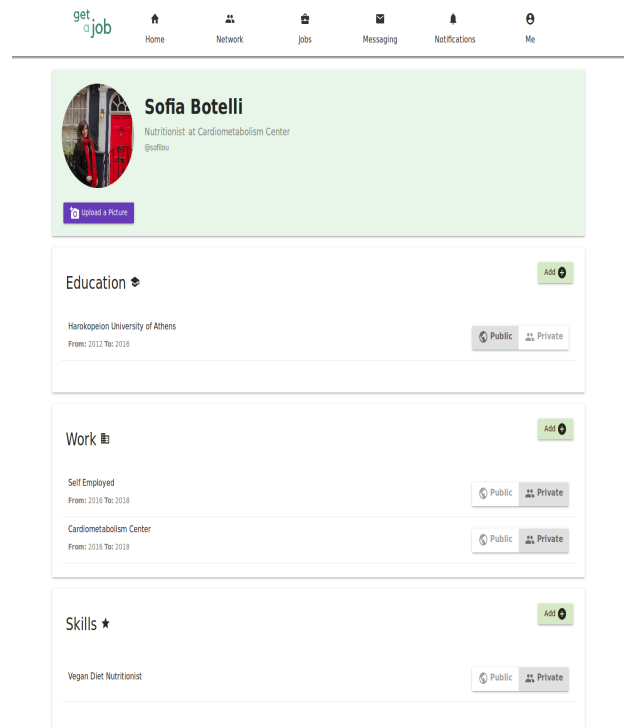 get
a job
Home
Network
Jobs
Messaging
Notifications
Me
Sofia Botelli
Nutritionist at Cardiometabolism Center
@sofilou
Upload a Picture
Education
Add
Harokopeion University of Athens
From: 2012 To: 2016
Public
Private
Work
Add
Self Employed
From: 2016 To: 2018
Public
Private
Cardiometabolism Center
From: 2016 To: 2018
Public
Private
Skills
Add
Vegan Diet Nutritionist
Public
Private